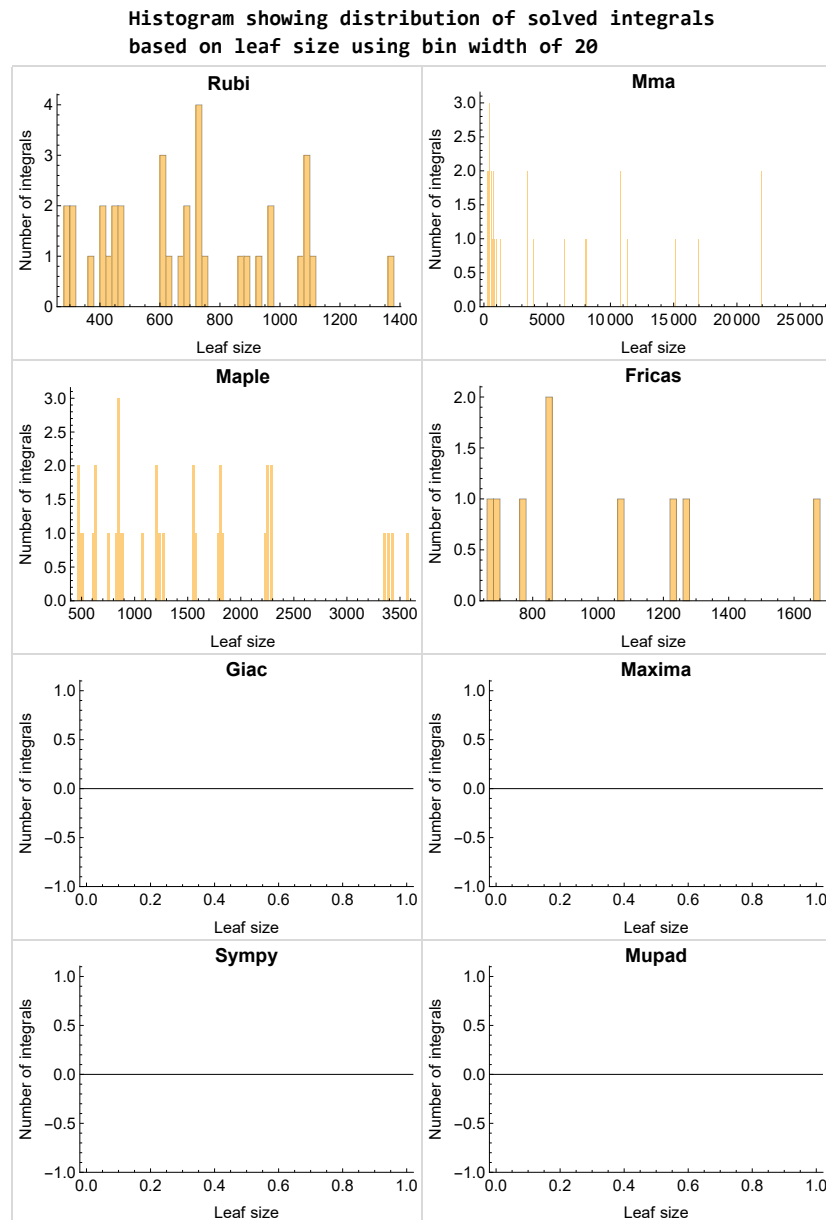 Histogram showing distribution of solved integrals
based on leaf size using bin width of 20
Rubi
Number of integrals
4
3
2
1
0
400 600 800 1000 1200 1400
Leaf size
Mma
Number of integrals
3.0
2.5
2.0
1.5
1.0
0.5
0.0
0 5000 10 000 15 000 20 000 25 000
Leaf size
Maple
Number of integrals
3.0
2.5
2.0
1.5
1.0
0.5
0.0
500 1000 1500 2000 2500 3000 3500
Leaf size
Fricas
Number of integrals
2.0
1.5
1.0
0.5
0.0
800 1000 1200 1400 1600
Leaf size
Giac
Number of integrals
1.0
0.5
0.0
−0.5
−1.0
0.0 0.2 0.4 0.6 0.8 1.0
Leaf size
Maxima
Number of integrals
1.0
0.5
0.0
−0.5
−1.0
0.0 0.2 0.4 0.6 0.8 1.0
Leaf size
Sympy
Number of integrals
1.0
0.5
0.0
−0.5
−1.0
0.0 0.2 0.4 0.6 0.8 1.0
Leaf size
Mupad
Number of integrals
1.0
0.5
0.0
−0.5
−1.0
0.0 0.2 0.4 0.6 0.8 1.0
Leaf size